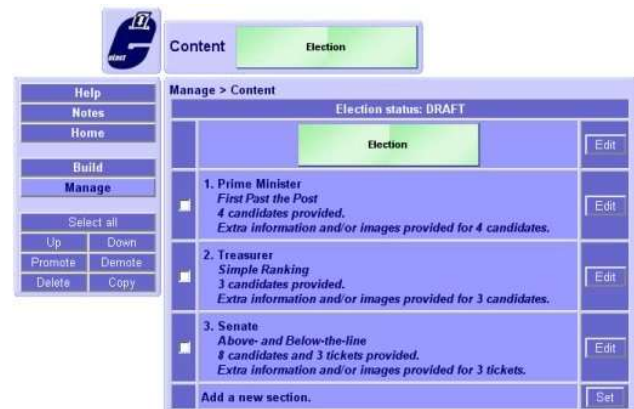 elect
Content
Election
Help
Notes
Home
Build
Manage
Select all
Up Down
Promote Demote
Delete Copy
Manage > Content
Election status: DRAFT
Election
Edit
1. Prime Minister
First Past the Post
4 candidates provided.
Extra information and/or images provided for 4 candidates.
Edit
2. Treasurer
Simple Ranking
3 candidates provided.
Extra information and/or images provided for 3 candidates.
Edit
3. Senate
Above- and Below-the-line
8 candidates and 3 tickets provided.
Extra information and/or images provided for 3 tickets.
Edit
Add a new section.
Set